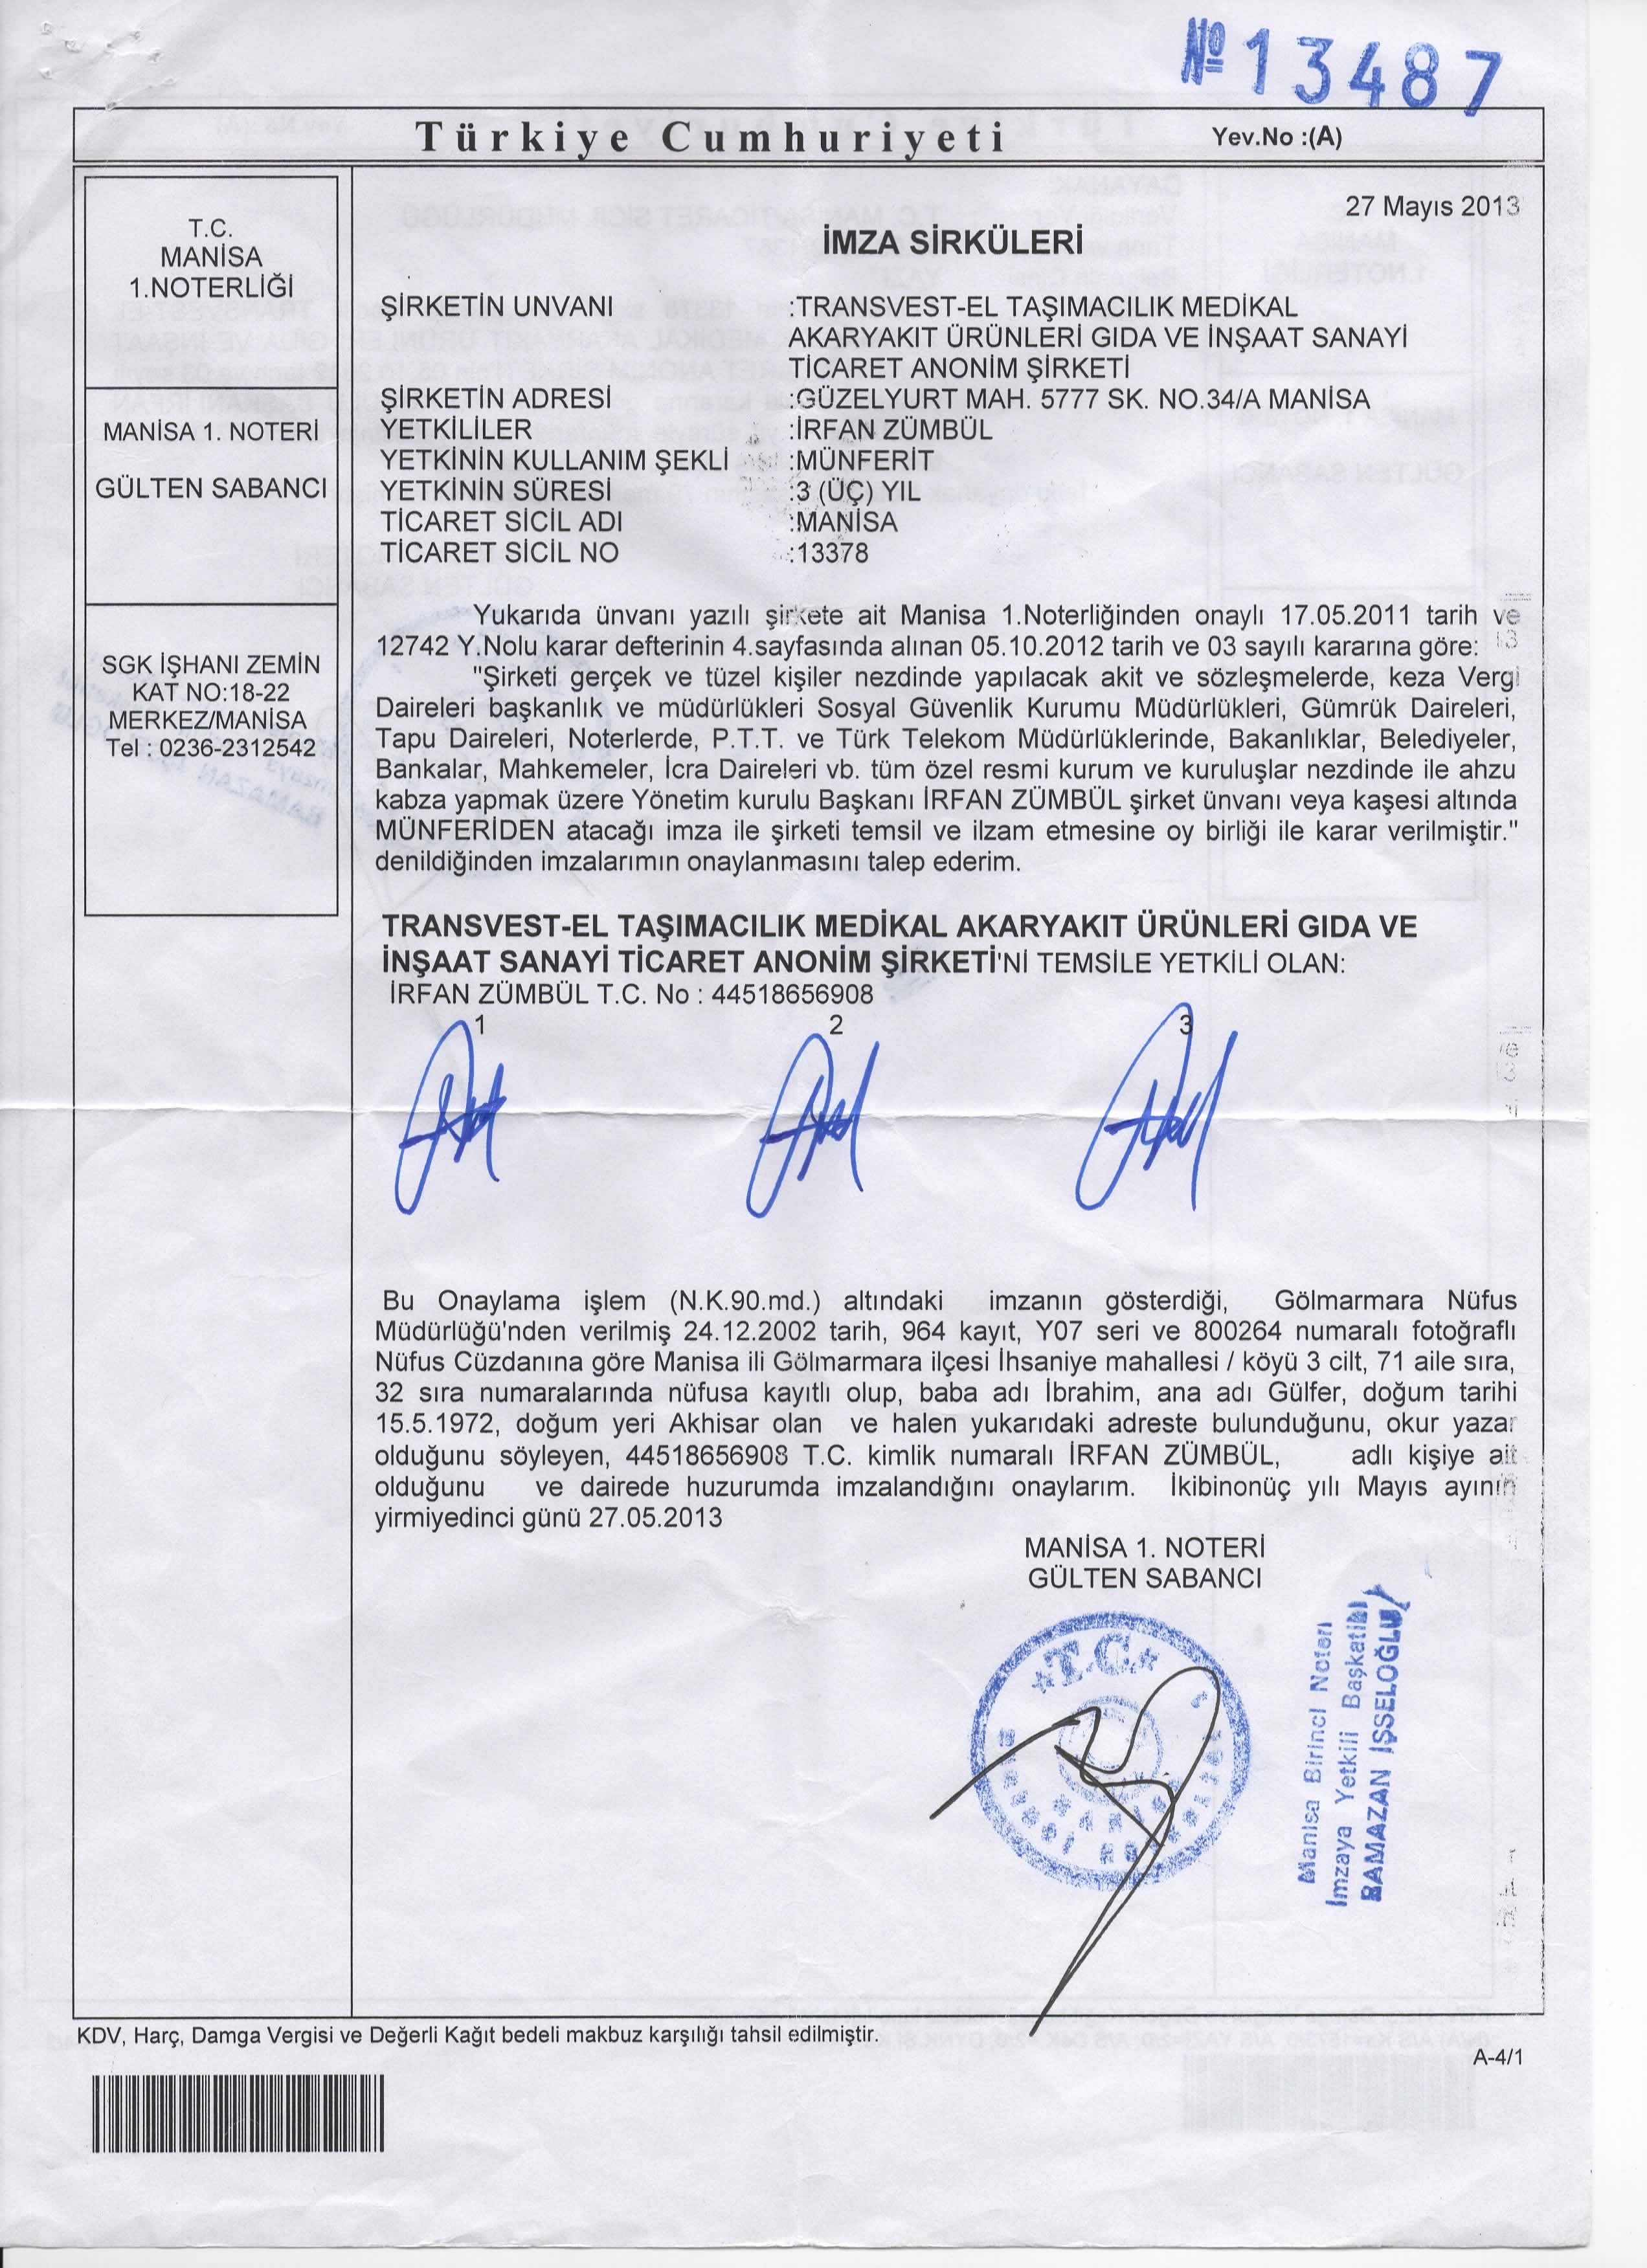 № 13487
Türkiye Cumhuriyeti
Yev.No :(A)
T.C.
MANİSA
1.NOTERLİĞİ
MANİSA 1. NOTERİ
GÜLTEN SABANCI
SGK İŞHANI ZEMİN
KAT NO:18-22
MERKEZ/MANİSA
Tel : 0236-2312542
27 Mayıs 2013
İMZA SİRKÜLERİ
ŞİRKETİN UNVANI :TRANSVEST-EL TAŞIMACILIK MEDİKAL
AKARYAKIT ÜRÜNLERİ GIDA VE İNŞAAT SANAYİ
TİCARET ANONİM ŞİRKETİ
ŞİRKETİN ADRESİ :GÜZELYURT MAH. 5777 SK. NO.34/A MANİSA
YETKİLİLER :İRFAN ZÜMBÜL
YETKİNİN KULLANIM ŞEKLİ :MÜNFERİT
YETKİNİN SÜRESİ :3 (ÜÇ) YIL
TİCARET SİCİL ADI :MANİSA
TİCARET SİCİL NO :13378
Yukarıda ünvanı yazılı şirkete ait Manisa 1.Noterliğinden onaylı 17.05.2011 tarih ve
12742 Y.Nolu karar defterinin 4.sayfasında alınan 05.10.2012 tarih ve 03 sayılı kararına göre:
"Şirketi gerçek ve tüzel kişiler nezdinde yapılacak akit ve sözleşmelerde, keza Vergi
Daireleri başkanlık ve müdürlükleri Sosyal Güvenlik Kurumu Müdürlükleri, Gümrük Daireleri,
Tapu Daireleri, Noterlerde, P.T.T. ve Türk Telekom Müdürlüklerinde, Bakanlıklar, Belediyeler,
Bankalar, Mahkemeler, İcra Daireleri vb. tüm özel resmi kurum ve kuruluşlar nezdinde ile ahzu
kabza yapmak üzere Yönetim kurulu Başkanı İRFAN ZÜMBÜL şirket ünvanı veya kaşesi altında
MÜNFERİDEN atacağı imza ile şirketi temsil ve ilzam etmesine oy birliği ile karar verilmiştir."
denildiğinden imzalarımın onaylanmasını talep ederim.
TRANSVEST-EL TAŞIMACILIK MEDİKAL AKARYAKIT ÜRÜNLERİ GIDA VE
İNŞAAT SANAYİ TİCARET ANONİM ŞİRKETİ'Nİ TEMSİLE YETKİLİ OLAN:
İRFAN ZÜMBÜL T.C. No : 44518656908
1 2 3
Bu Onaylama işlem (N.K.90.md.) altındaki imzanın gösterdiği, Gölmarmara Nüfus
Müdürlüğü'nden verilmiş 24.12.2002 tarih, 964 kayıt, Y07 seri ve 800264 numaralı fotoğraflı
Nüfus Cüzdanına göre Manisa ili Gölmarmara ilçesi İhsaniye mahallesi / köyü 3 cilt, 71 aile sıra,
32 sıra numaralarında nüfusa kayıtlı olup, baba adı İbrahim, ana adı Gülfer, doğum tarihi
15.5.1972, doğum yeri Akhisar olan ve halen yukarıdaki adreste bulunduğunu, okur yazar
olduğunu söyleyen, 44518656908 T.C. kimlik numaralı İRFAN ZÜMBÜL, adlı kişiye ait
olduğunu ve dairede huzurumda imzalandığını onaylarım. İkibinonüç yılı Mayıs ayının
yirmiyedinci günü 27.05.2013
MANİSA 1. NOTERİ
GÜLTEN SABANCI
T.C.
Manisa Birinci Noteri
İmzaya Yetkili Başkatibi
RAMAZAN İŞSELOĞLU
KDV, Harç, Damga Vergisi ve Değerli Kağıt bedeli makbuz karşılığı tahsil edilmiştir.
A-4/1